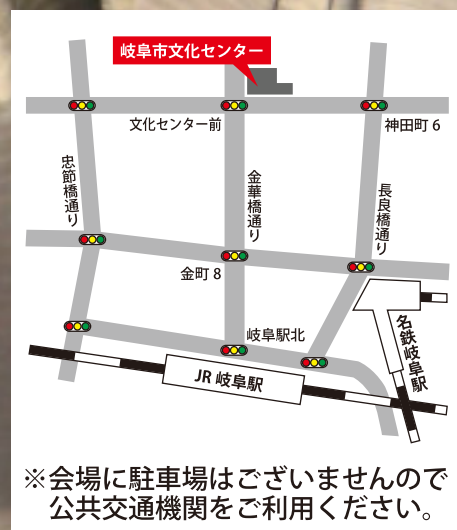 岐阜市文化センター
文化センター前
神田町 6
忠節橋通り
金華橋通り
長良橋通り
金町 8
岐阜駅北
名鉄岐阜駅
JR 岐阜駅
※会場に駐車場はございませんので
公共交通機関をご利用ください。